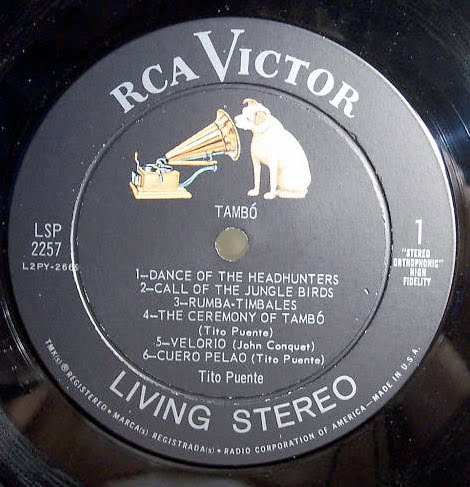 RCA VICTOR
TAMBÓ
LSP
2257
1
"STEREO
ORTHOPHONIC"
HIGH
FIDELITY
1—DANCE OF THE HEADHUNTERS
2—CALL OF THE JUNGLE BIRDS
3—RUMBA-TIMBALES
4—THE CEREMONY OF TAMBÓ
(Tito Puente)
5—VELORIO (John Conquet)
6—CUERO PELAO (Tito Puente)
Tito Puente
LIVING STEREO
TMK(s) ® REGISTERED • MARCA(s) REGISTRADA(s) • RADIO CORPORATION OF AMERICA—MADE IN U.S.A.